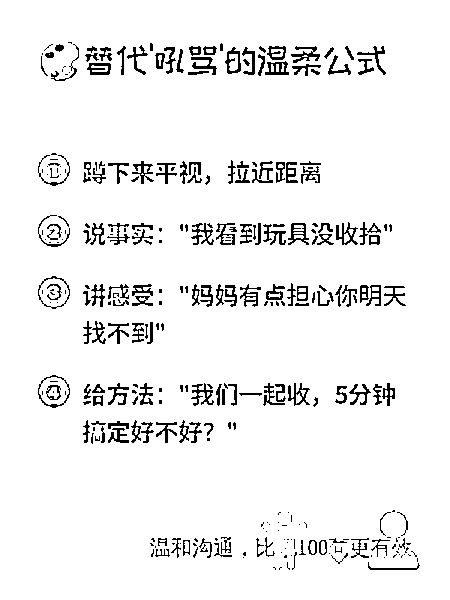 替代'吼骂'的温柔公式
① 蹲下来平视，拉近距离
② 说事实："我看到玩具没收拾"
③ 讲感受："妈妈有点担心你明天
找不到"
④ 给方法："我们一起收，5分钟
搞定好不好？"
温和沟通，比 100 更有效